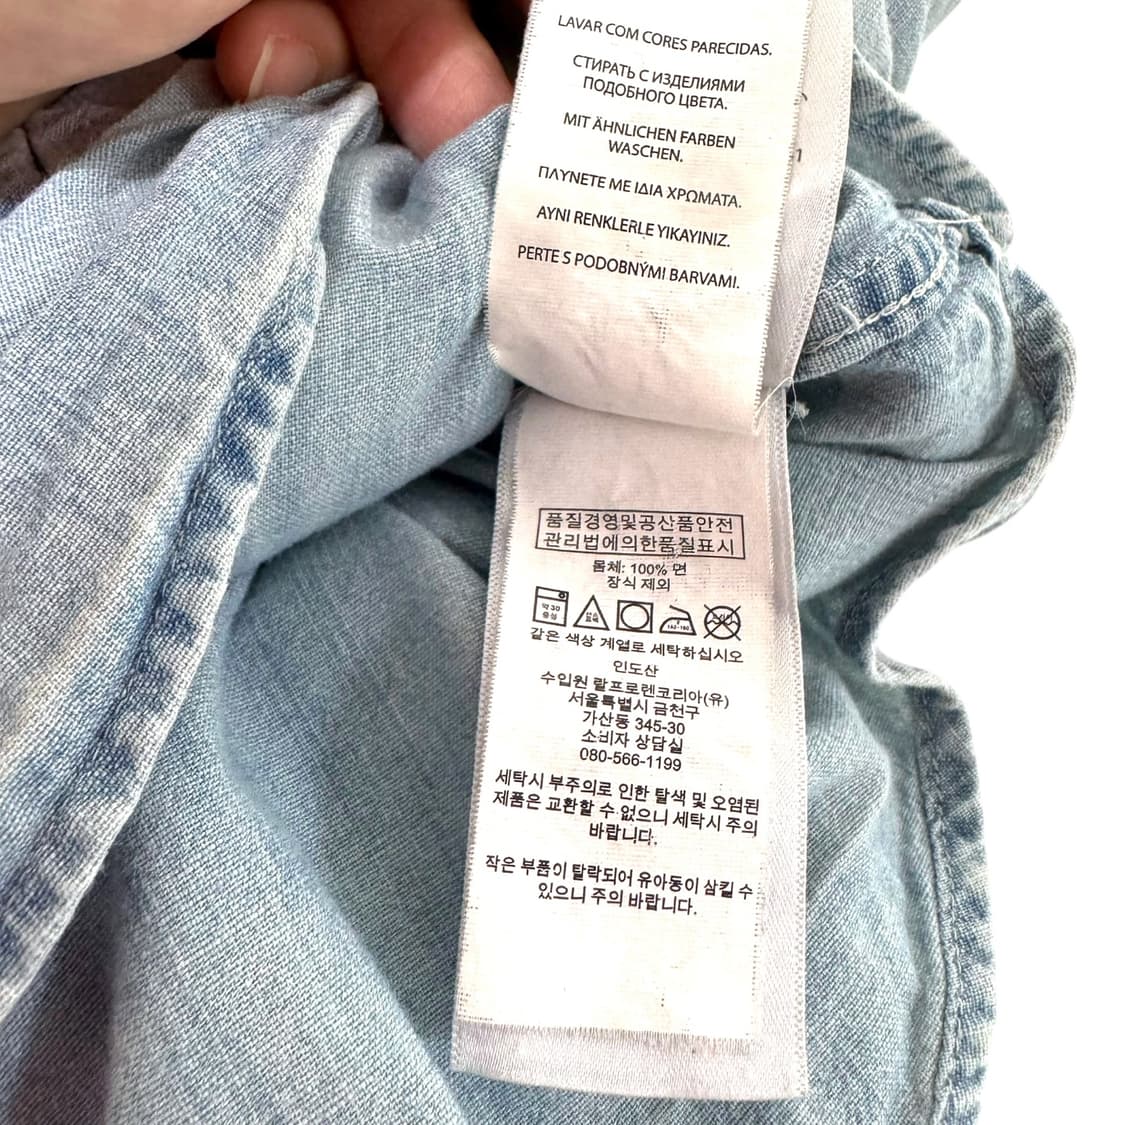 LAVAR COM CORES PARECIDAS.
СТИРАТЬ С ИЗДЕЛИЯМИ
ПОДОБНОГО ЦВЕТА.
MIT ÄHNLICHEN FARBEN
WASCHEN.
ΠΛΥΝΕΤΕ ΜΕ ΙΔΙΑ ΧΡΩΜΑΤΑ.
AYNI RENKLERLE YIKAYINIZ.
PERTE S PODOBNÝMI BARVAMI.
품질경영및공산품안전
관리법에의한품질표시
몸체: 100% 면
장식 제외
약 30
중성
같은 색상 계열로 세탁하십시오
인도산
수입원 랄프로렌코리아(유)
서울특별시 금천구
가산동 345-30
소비자 상담실
080-566-1199
세탁시 부주의로 인한 탈색 및 오염된
제품은 교환할 수 없으니 세탁시 주의
바랍니다.
작은 부품이 탈락되어 유아동이 삼킬 수
있으니 주의 바랍니다.